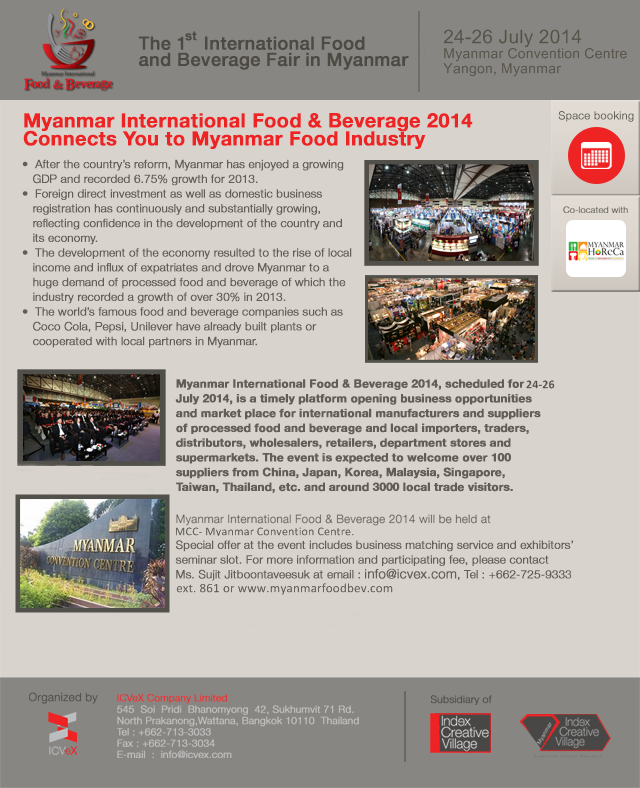 Myanmar International
Food & Beverage
The 1st International Food
and Beverage Fair in Myanmar
24-26 July 2014
Myanmar Convention Centre
Yangon, Myanmar
Myanmar International Food & Beverage 2014
Connects You to Myanmar Food Industry
Space booking
Co-located with
MYANMAR
HoReCa
• After the country's reform, Myanmar has enjoyed a growing
GDP and recorded 6.75% growth for 2013.
• Foreign direct investment as well as domestic business
registration has continuously and substantially growing,
reflecting confidence in the development of the country and
its economy.
• The development of the economy resulted to the rise of local
income and influx of expatriates and drove Myanmar to a
huge demand of processed food and beverage of which the
industry recorded a growth of over 30% in 2013.
• The world's famous food and beverage companies such as
Coco Cola, Pepsi, Unilever have already built plants or
cooperated with local partners in Myanmar.
Myanmar International Food & Beverage 2014, scheduled for 24-26
July 2014, is a timely platform opening business opportunities
and market place for international manufacturers and suppliers
of processed food and beverage and local importers, traders,
distributors, wholesalers, retailers, department stores and
supermarkets. The event is expected to welcome over 100
suppliers from China, Japan, Korea, Malaysia, Singapore,
Taiwan, Thailand, etc. and around 3000 local trade visitors.
MYANMAR
CONVENTION CENTRE
Myanmar International Food & Beverage 2014 will be held at
MCC- Myanmar Convention Centre.
Special offer at the event includes business matching service and exhibitors'
seminar slot. For more information and participating fee, please contact
Ms. Sujit Jitboontaveesuk at email : info@icvex.com, Tel : +662-725-9333
ext. 861 or www.myanmarfoodbev.com
Organized by
ICVeX
ICVeX Company Limited
545 Soi Pridi Bhanomyong 42, Sukhumvit 71 Rd.
North Prakanong,Wattana, Bangkok 10110 Thailand
Tel : +662-713-3033
Fax : +662-713-3034
E-mail : info@icvex.com
Subsidiary of
Index
Creative
Village
Myanmar
Index
Creative
Village